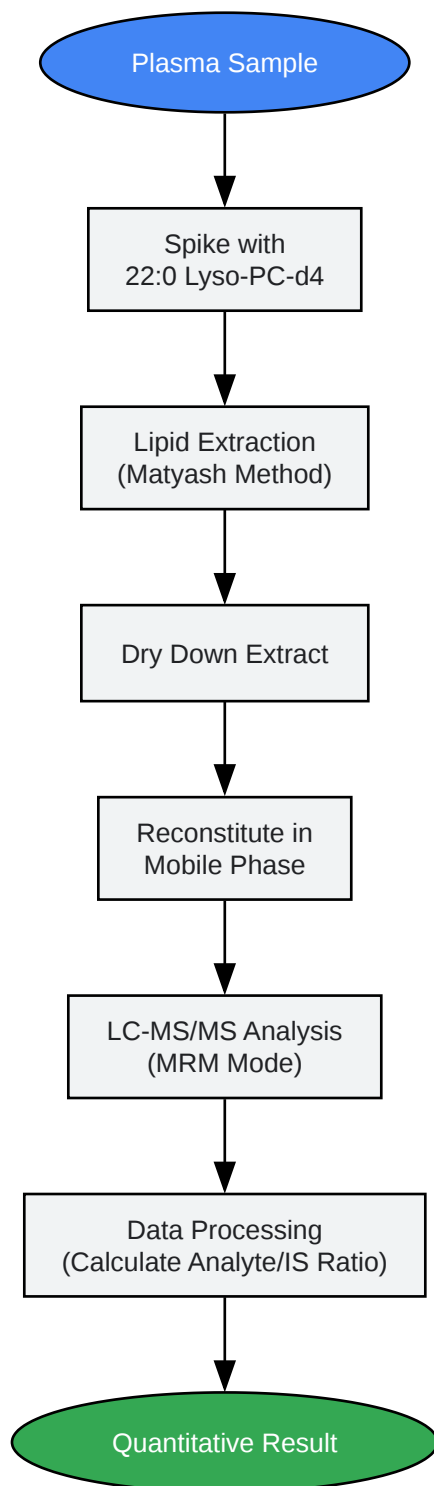 Plasma Sample
Spike with
22:0 Lyso-PC-d4
Lipid Extraction
(Matyash Method)
Dry Down Extract
Reconstitute in
Mobile Phase
LC-MS/MS Analysis
(MRM Mode)
Data Processing
(Calculate Analyte/IS Ratio)
Quantitative Result